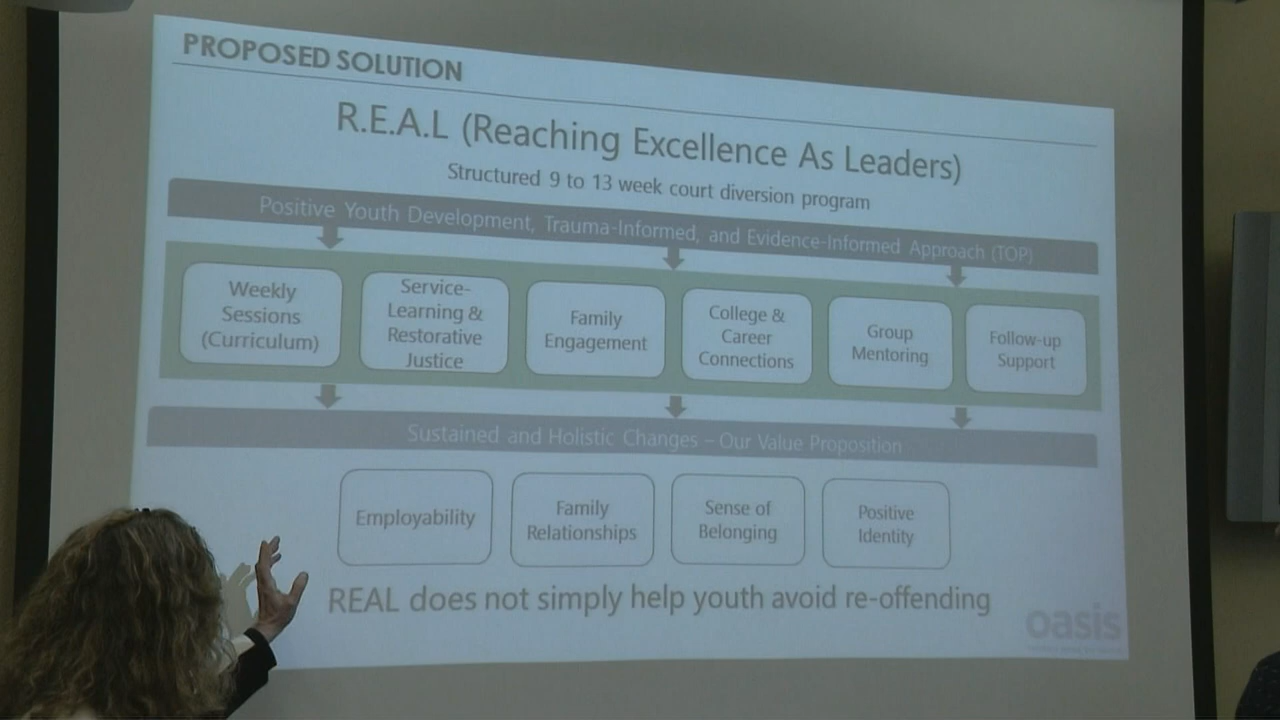 PROPOSED SOLUTION
R.E.A.L (Reaching Excellence As Leaders)
Structured 9 to 13 week court diversion program
Positive Youth Development, Trauma-Informed, and Evidence-Informed Approach (TOP)
Weekly
Sessions
(Curriculum)
Service-
Learning &
Restorative
Justice
Family
Engagement
College &
Career
Connections
Group
Mentoring
Follow-up
Support
Sustained and Holistic Changes – Our Value Proposition
Employability
Family
Relationships
Sense of
Belonging
Positive
Identity
REAL does not simply help youth avoid re-offending
oasis